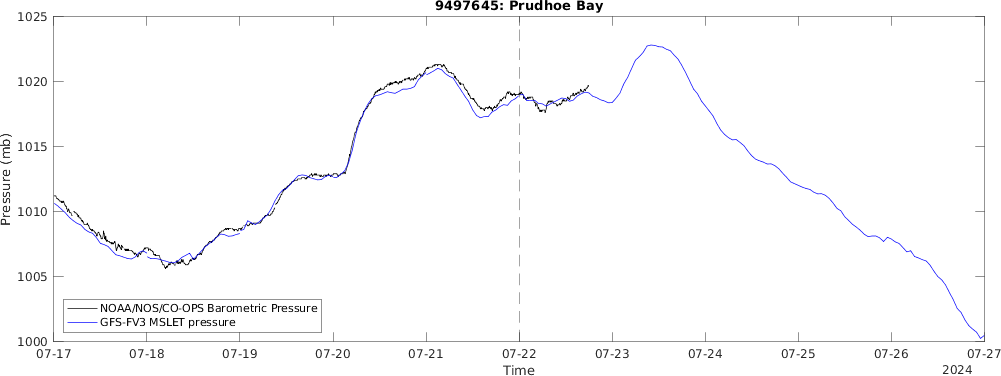 9497645: Prudhoe Bay
1025
1020
1015
1010
1005
1000
Pressure (mb)
NOAA/NOS/CO-OPS Barometric Pressure
GFS-FV3 MSLET pressure
07-17 07-18 07-19 07-20 07-21 07-22 07-23 07-24 07-25 07-26 07-27
Time
2024